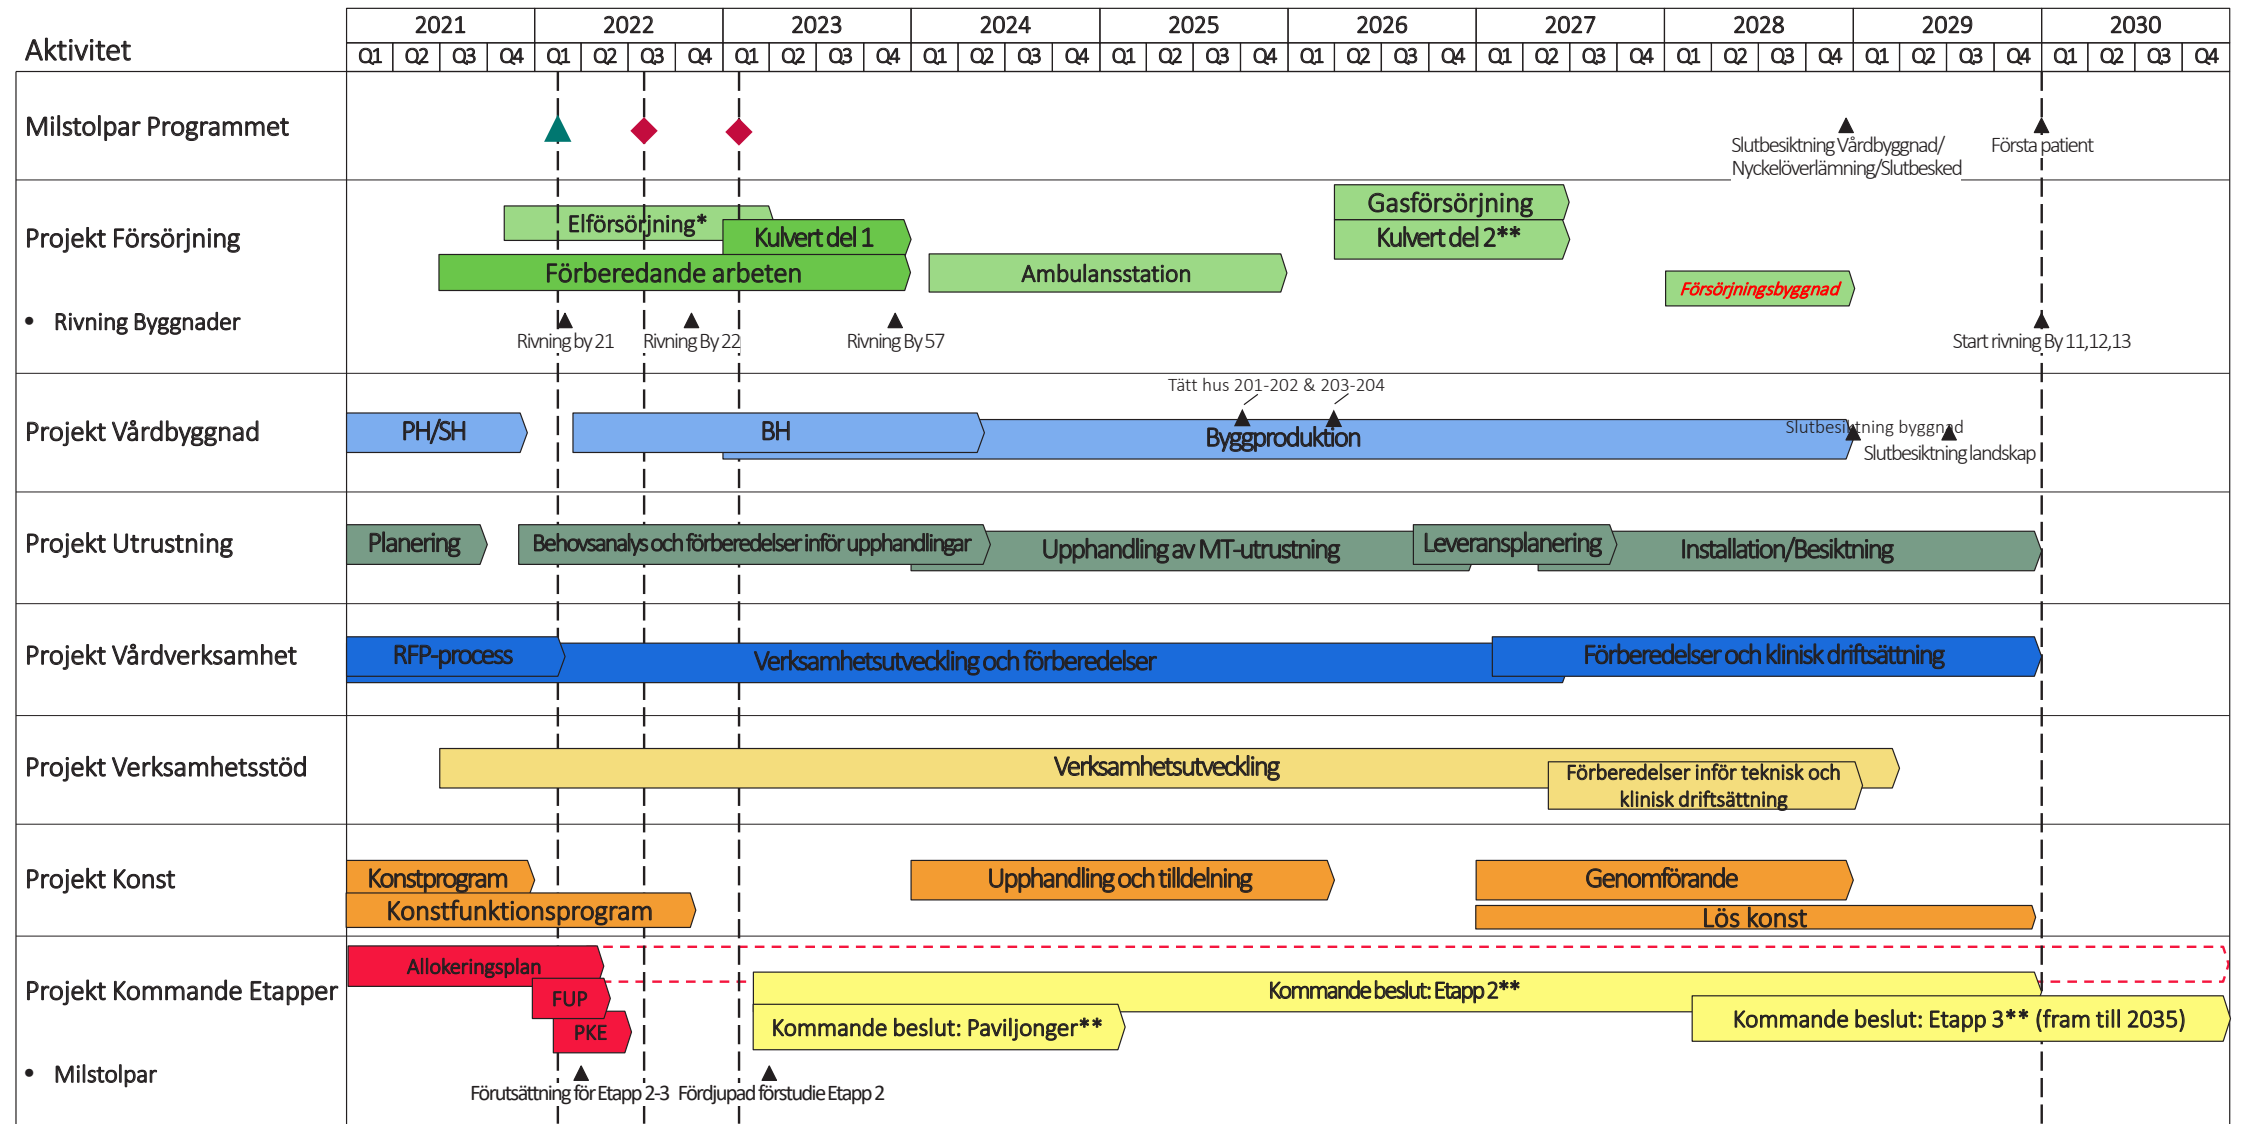 Aktivitet
2021 2022 2023 2024 2025 2026 2027 2028 2029 2030
Q1 Q2 Q3 Q4 Q1 Q2 Q3 Q4 Q1 Q2 Q3 Q4 Q1 Q2 Q3 Q4 Q1 Q2 Q3 Q4 Q1 Q2 Q3 Q4 Q1 Q2 Q3 Q4 Q1 Q2 Q3 Q4 Q1 Q2 Q3 Q4 Q1 Q2 Q3 Q4
Milstolpar Programmet
Slutbesiktning Vårdbyggnad/
Nyckelöverlämning/Slutbesked
Första patient
Projekt Försörjning
Elförsörjning*
Kulvert del 1
Förberedande arbeten
Ambulansstation
Gasförsörjning
Kulvert del 2**
Försörjningsbyggnad
• Rivning Byggnader
Rivning by 21
Rivning By 22
Rivning By 57
Start rivning By 11,12,13
Projekt Vårdbyggnad
Tätt hus 201-202 & 203-204
PH/SH
BH
Byggproduktion
Slutbesiktning byggnad
Slutbesiktning landskap
Projekt Utrustning
Planering
Behovsanalys och förberedelser inför upphandlingar
Upphandling av MT-utrustning
Leveransplanering
Installation/Besiktning
Projekt Vårdverksamhet
RFP-process
Verksamhetsutveckling och förberedelser
Förberedelser och klinisk driftsättning
Projekt Verksamhetsstöd
Verksamhetsutveckling
Förberedelser inför teknisk och
klinisk driftsättning
Projekt Konst
Konstprogram
Konstfunktionsprogram
Upphandling och tilldelning
Genomförande
Lös konst
Projekt Kommande Etapper
Allokeringsplan
FUP
PKE
Kommande beslut: Etapp 2**
Kommande beslut: Paviljonger**
Kommande beslut: Etapp 3** (fram till 2035)
• Milstolpar
Förutsättning för Etapp 2-3
Fördjupad förstudie Etapp 2